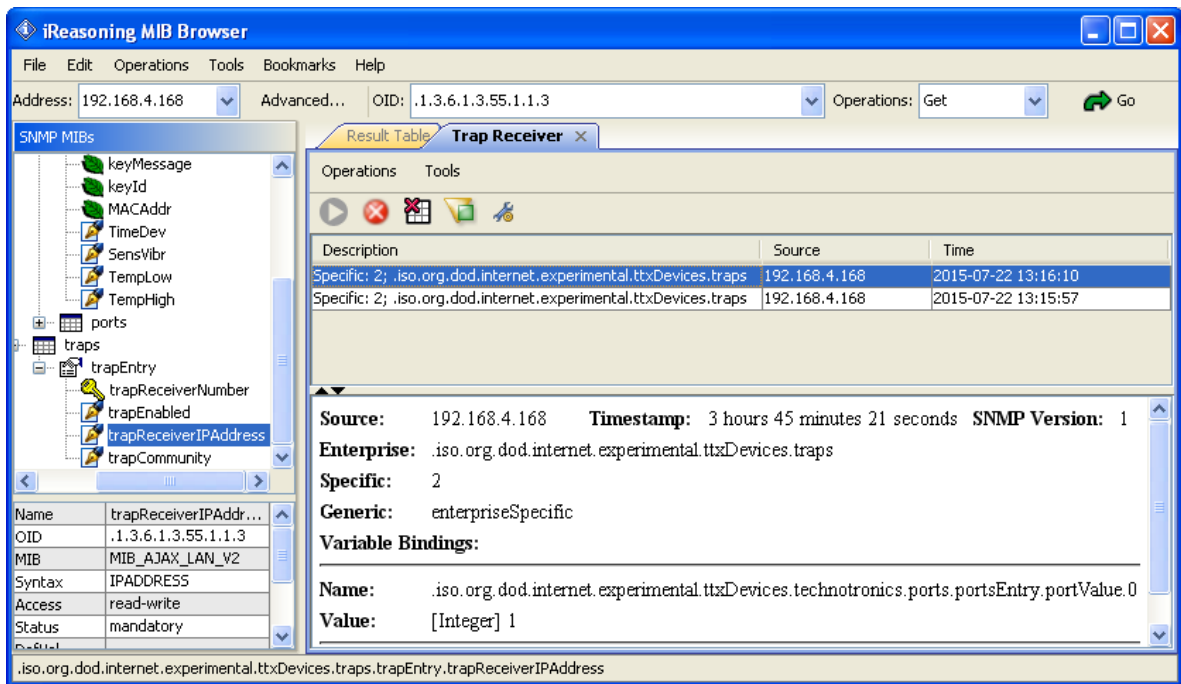 iReasoning MIB Browser
File Edit Operations Tools Bookmarks Help
Address: 192.168.4.168 Advanced... OID: .1.3.6.1.3.55.1.1.3 Operations: Get Go
SNMP MIBs
keyMessage
keyId
MACAddr
TimeDev
SensVibr
TempLow
TempHigh
ports
traps
trapEntry
trapReceiverNumber
trapEnabled
trapReceiverIPAddress
trapCommunity
Name trapReceiverIPAddr...
OID .1.3.6.1.3.55.1.1.3
MIB MIB_AJAX_LAN_V2
Syntax IPADDRESS
Access read-write
Status mandatory
Result Table Trap Receiver
Operations Tools
Description Source Time
Specific: 2; .iso.org.dod.internet.experimental.ttxDevices.traps 192.168.4.168 2015-07-22 13:16:10
Specific: 2; .iso.org.dod.internet.experimental.ttxDevices.traps 192.168.4.168 2015-07-22 13:15:57
Source: 192.168.4.168 Timestamp: 3 hours 45 minutes 21 seconds SNMP Version: 1
Enterprise: .iso.org.dod.internet.experimental.ttxDevices.traps
Specific: 2
Generic: enterpriseSpecific
Variable Bindings:
Name: .iso.org.dod.internet.experimental.ttxDevices.technotronics.ports.portsEntry.portValue.0
Value: [Integer] 1
.iso.org.dod.internet.experimental.ttxDevices.traps.trapEntry.trapReceiverIPAddress